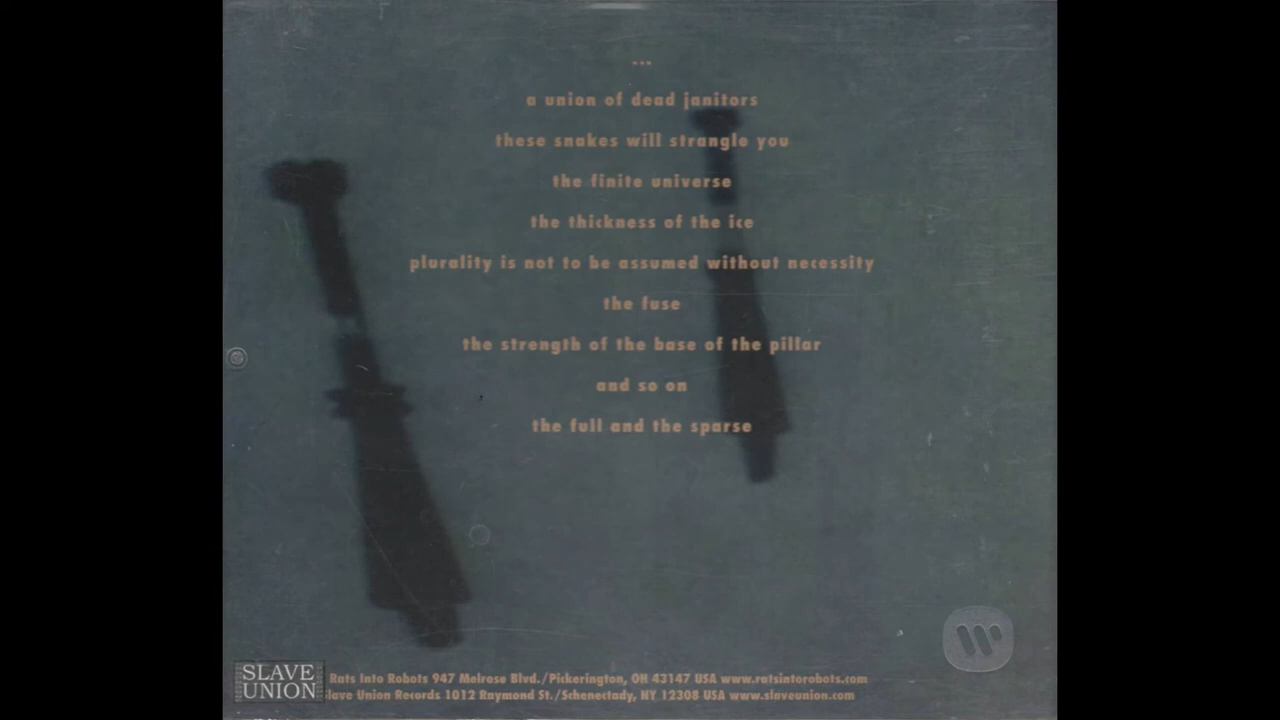 ...
a union of dead janitors
these snakes will strangle you
the finite universe
the thickness of the ice
plurality is not to be assumed without necessity
the fuse
the strength of the base of the pillar
and so on
the full and the sparse
SLAVE
UNION
Rats Into Robots 947 Melrose Blvd./Pickerington, OH 43147 USA www.ratsintorobots.com
lave Union Records 1012 Raymond St./Schenectady, NY 12308 USA www.slaveunion.com